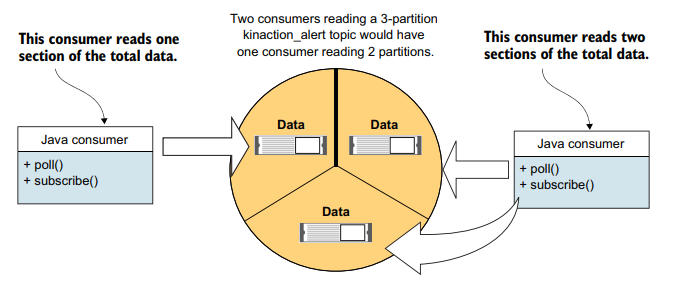 Two consumers reading a 3-partition
kinaction_alert topic would have
one consumer reading 2 partitions.
This consumer reads one
section of the total data.
This consumer reads two
sections of the total data.
Data
Data
Java consumer
+ poll()
+ subscribe()
Java consumer
+ poll()
+ subscribe()
Data